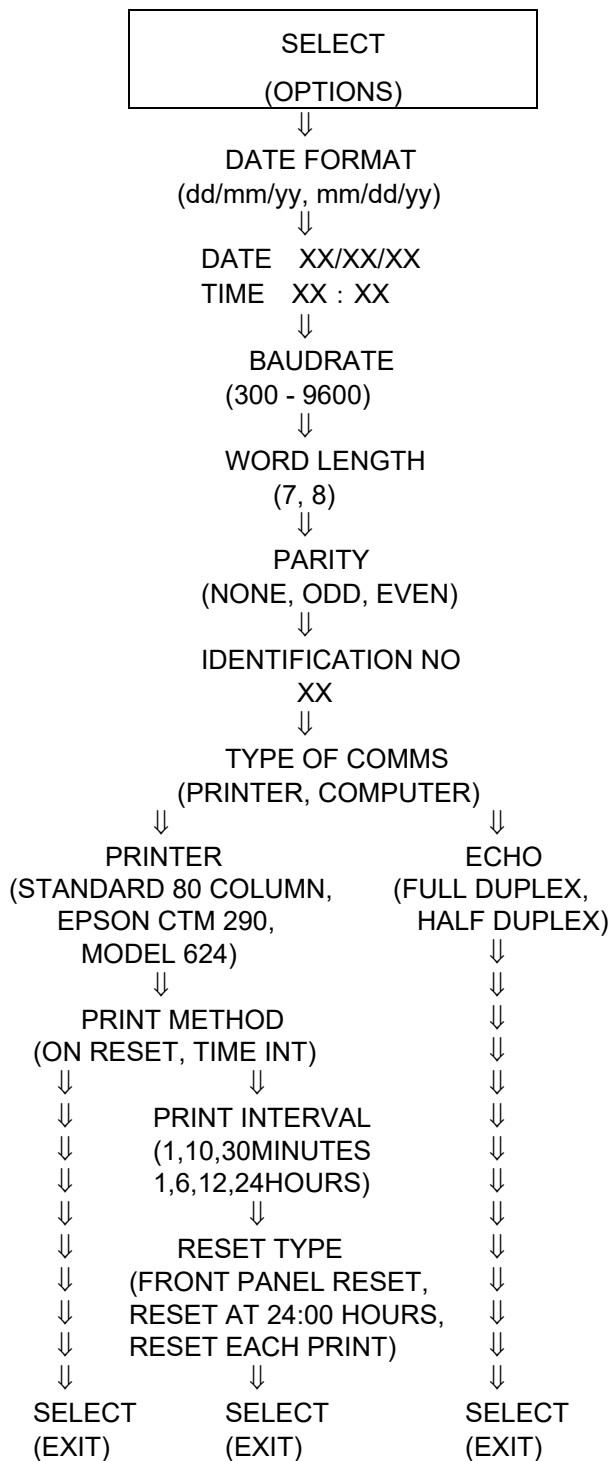 SELECT
(OPTIONS)
⇓
DATE FORMAT
(dd/mm/yy, mm/dd/yy)
⇓
DATE XX/XX/XX
TIME XX : XX
⇓
BAUDRATE
(300 - 9600)
⇓
WORD LENGTH
(7, 8)
⇓
PARITY
(NONE, ODD, EVEN)
⇓
IDENTIFICATION NO
XX
⇓
TYPE OF COMMS
(PRINTER, COMPUTER)
⇓ ⇓
PRINTER ECHO
(STANDARD 80 COLUMN, (FULL DUPLEX,
EPSON CTM 290, HALF DUPLEX)
MODEL 624) ⇓
⇓ ⇓
PRINT METHOD ⇓
(ON RESET, TIME INT) ⇓
⇓ ⇓ ⇓
⇓ PRINT INTERVAL ⇓
⇓ (1,10,30MINUTES ⇓
⇓ 1,6,12,24HOURS) ⇓
⇓ ⇓ ⇓
⇓ RESET TYPE ⇓
⇓ (FRONT PANEL RESET, ⇓
⇓ RESET AT 24:00 HOURS, ⇓
⇓ RESET EACH PRINT) ⇓
⇓ ⇓ ⇓
SELECT SELECT SELECT
(EXIT) (EXIT) (EXIT)